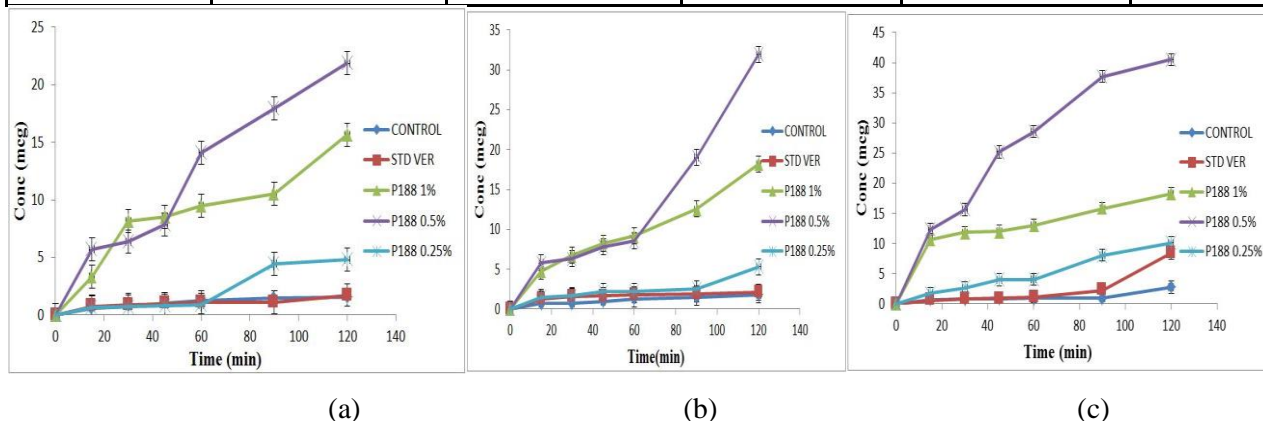 25
20
15
10
5
0
0 20 40 60 80 100 120 140
Conc (mcg)
Time (min)
CONTROL
STD VER
P188 1%
P188 0.5%
P188 0.25%
(a)
35
30
25
20
15
10
5
0
0 20 40 60 80 100 120 140
Conc (mcg)
Time(min)
CONTROL
STD VER
P188 1%
P188 0.5%
P188 0.25%
(b)
45
40
35
30
25
20
15
10
5
0
0 20 40 60 80 100 120 140
Conc (mcg)
Time (min)
CONTROL
STD VER
P188 1%
P188 0.5%
P188 0.25%
(c)